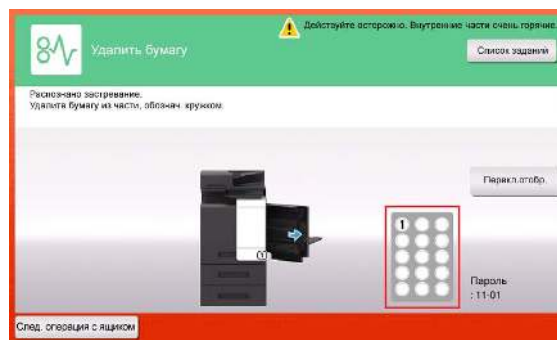 Действуйте осторожно. Внутренние части очень горячие.
Удалить бумагу
Список заданий
Распознано застревание.
Удалите бумагу из части, обознач. кружком.
Перекл.отобр.
1
1
Пароль
: 11-01
След. операция с ящиком